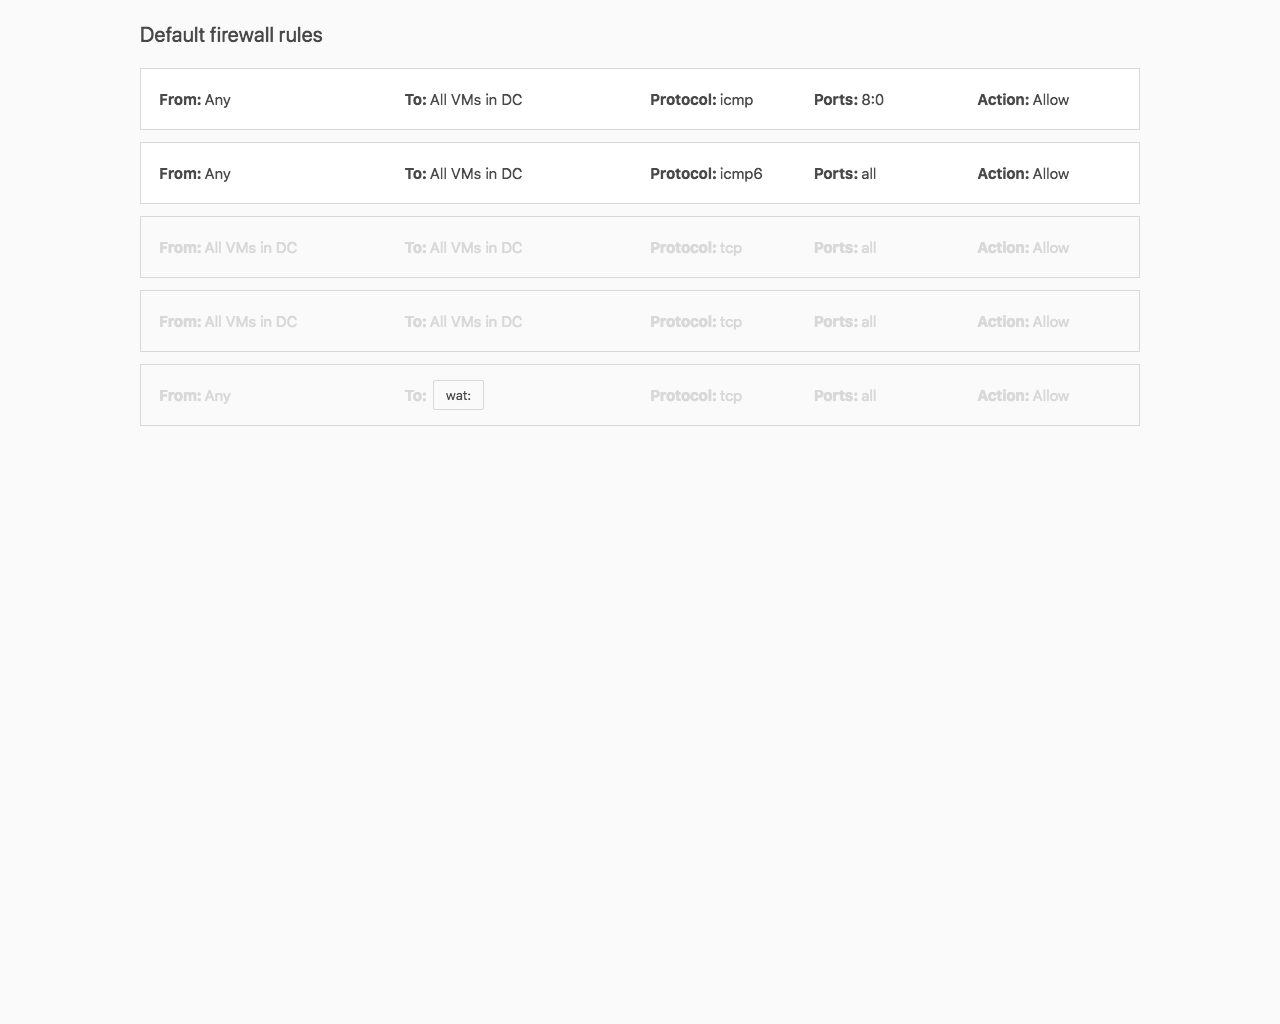 Default firewall rules
From: Any To: All VMs in DC Protocol: icmp Ports: 8:0 Action: Allow
From: Any To: All VMs in DC Protocol: icmp6 Ports: all Action: Allow
From: All VMs in DC To: All VMs in DC Protocol: tcp Ports: all Action: Allow
From: All VMs in DC To: All VMs in DC Protocol: tcp Ports: all Action: Allow
From: Any To: wat: Protocol: tcp Ports: all Action: Allow